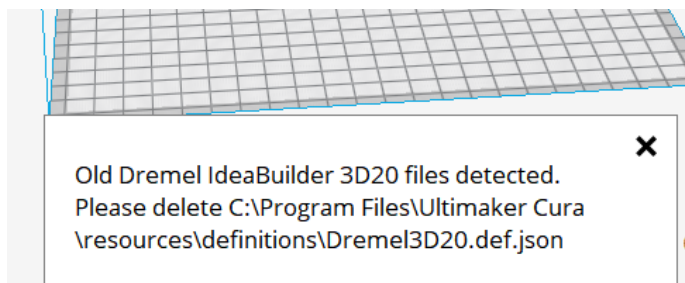 Old Dremel IdeaBuilder 3D20 files detected.
Please delete C:\Program Files\Ultimaker Cura
\resources\definitions\Dremel3D20.def.json